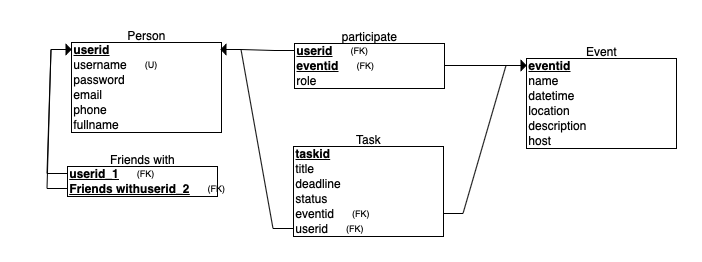 Person
userid
username (U)
password
email
phone
fullname
Friends with
userid_1 (FK)
Friends withuserid_2 (FK)
participate
userid (FK)
eventid (FK)
role
Task
taskid
title
deadline
status
eventid (FK)
userid (FK)
Event
eventid
name
datetime
location
description
host